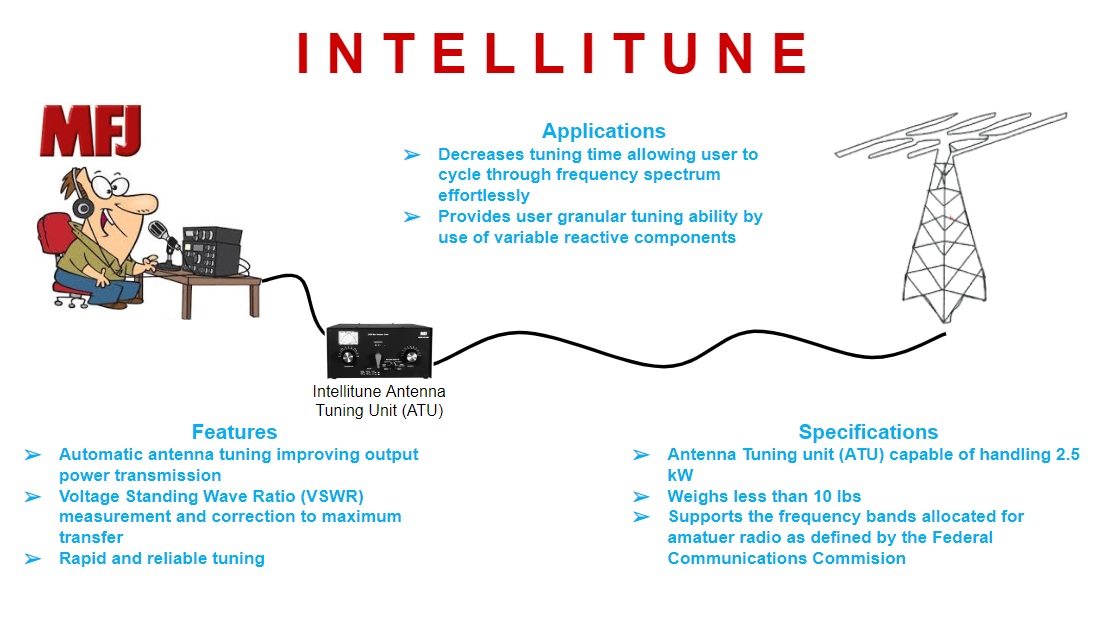 I N T E L L I T U N E
MFJ
Applications
➢ Decreases tuning time allowing user to
cycle through frequency spectrum
effortlessly
➢ Provides user granular tuning ability by
use of variable reactive components
Intellitune Antenna
Tuning Unit (ATU)
Features
➢ Automatic antenna tuning improving output
power transmission
➢ Voltage Standing Wave Ratio (VSWR)
measurement and correction to maximum
transfer
➢ Rapid and reliable tuning
Specifications
➢ Antenna Tuning unit (ATU) capable of handling 2.5
kW
➢ Weighs less than 10 lbs
➢ Supports the frequency bands allocated for
amatuer radio as defined by the Federal
Communications Commision